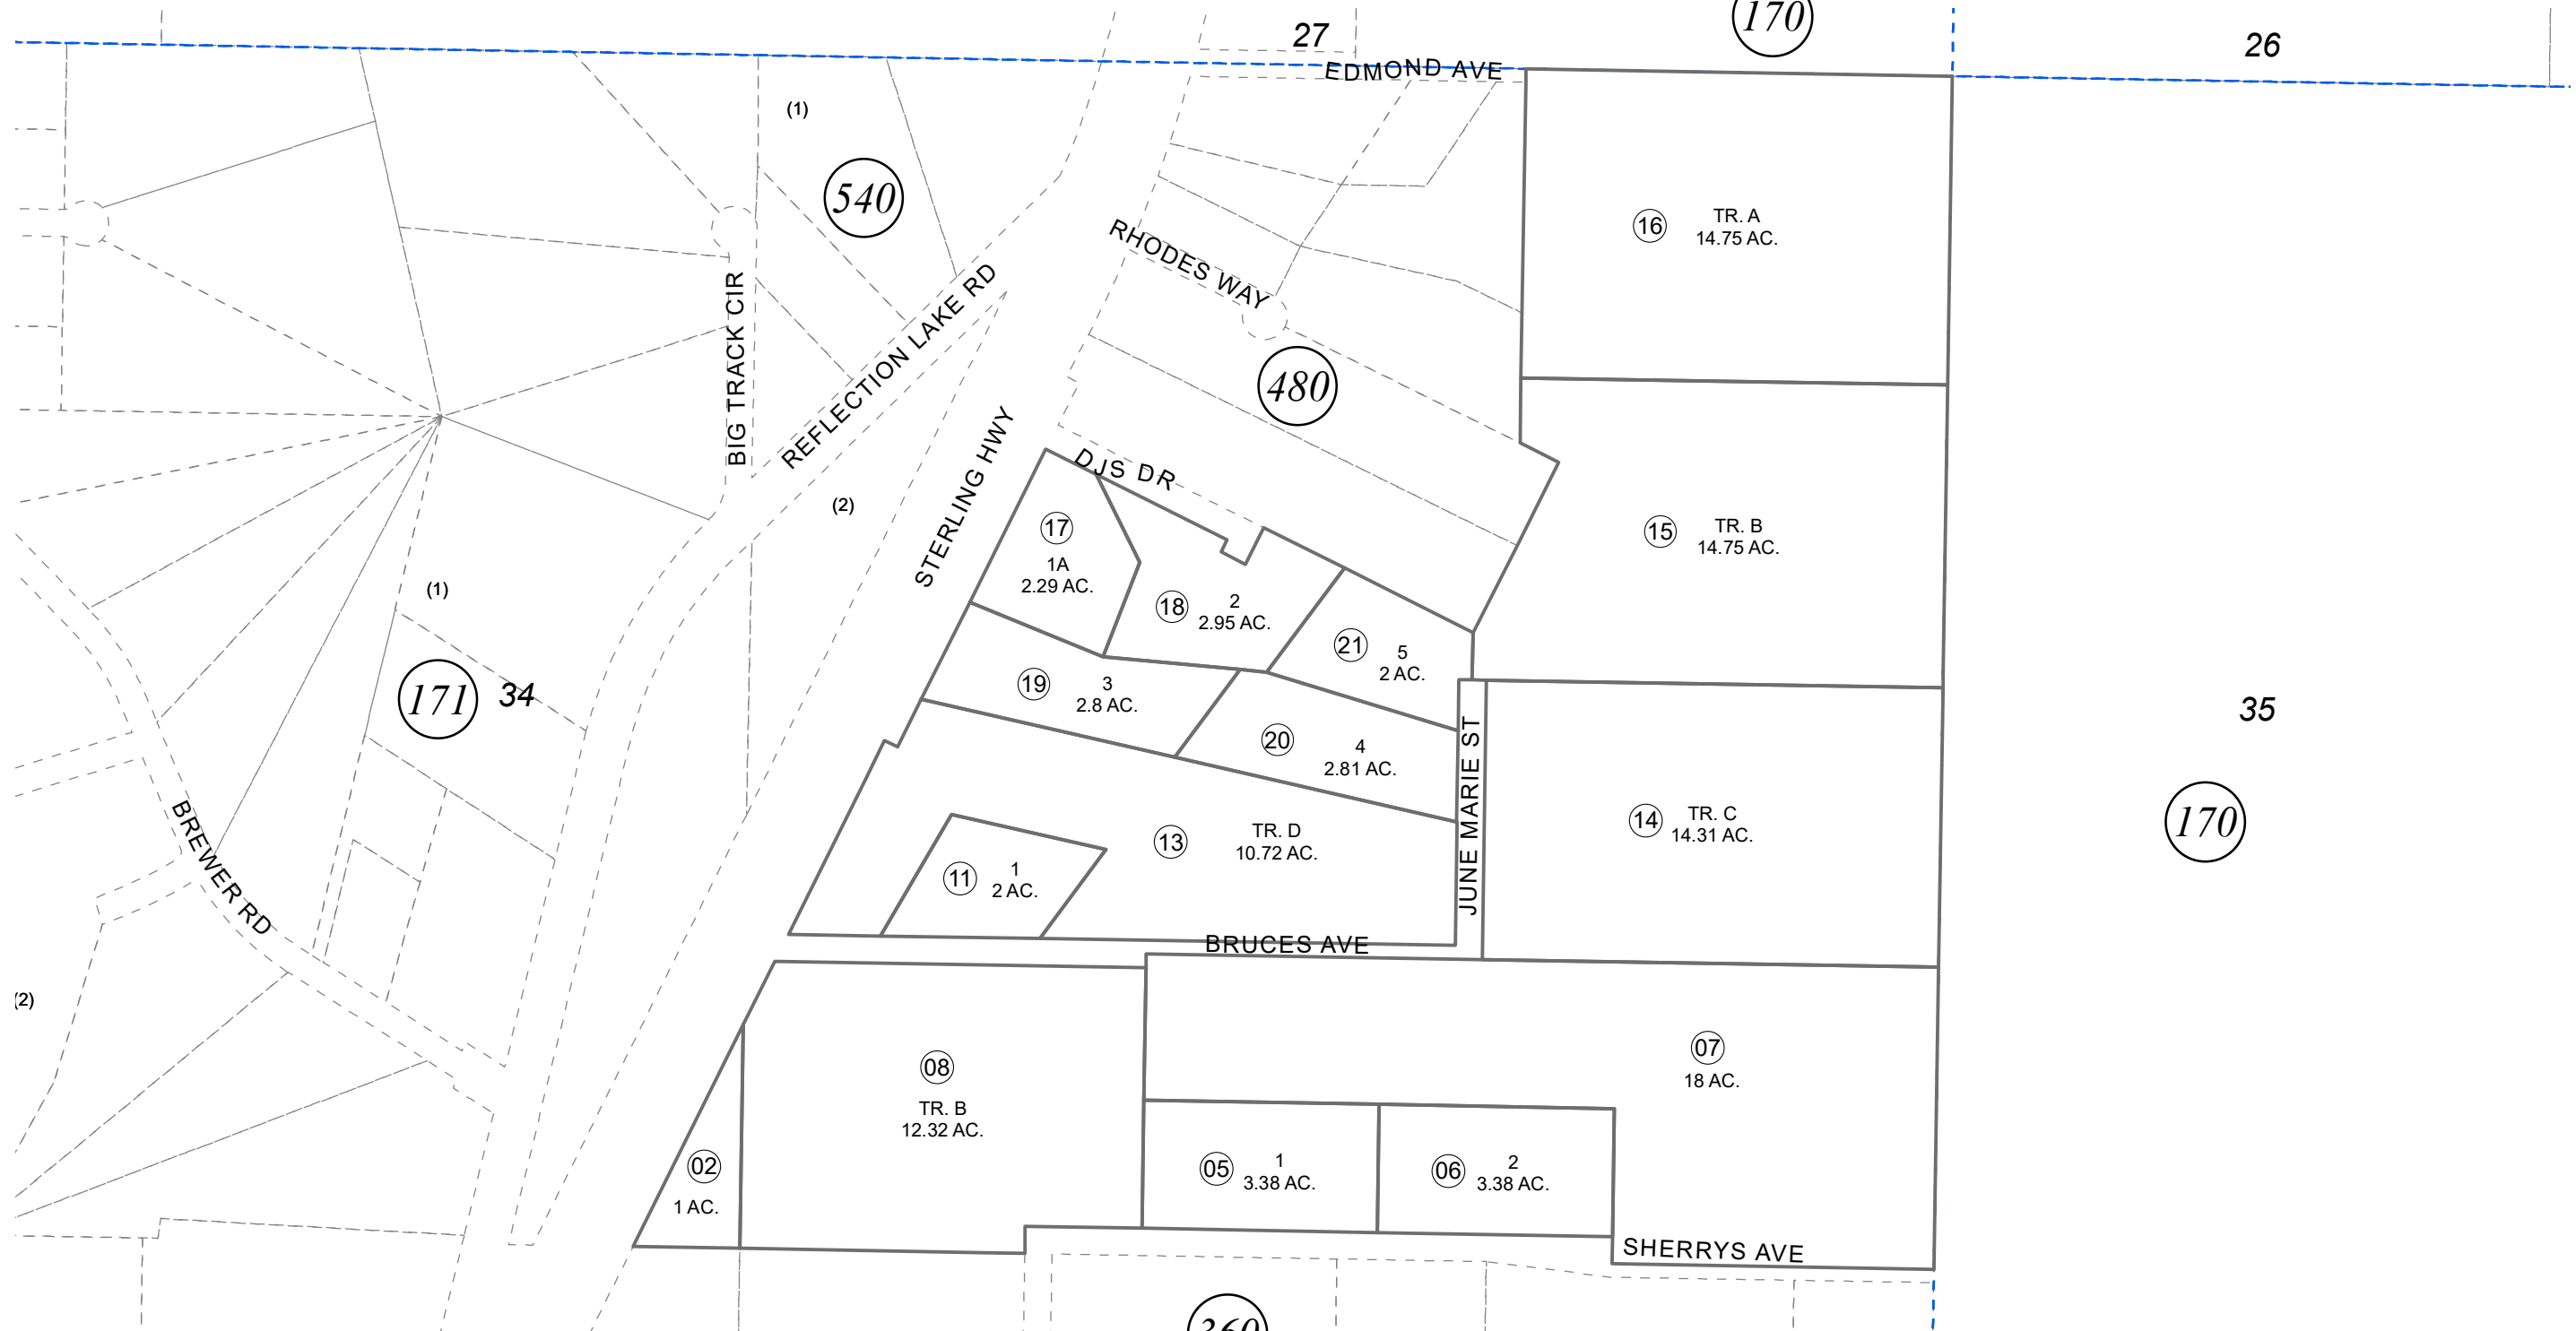 170
27
26
EDMOND AVE
(1)
540
16
TR. A
14.75 AC.
RHODES WAY
BIG TRACK CIR
REFLECTION LAKE RD
480
STERLING HWY
DJS DR
(2)
17
1A
2.29 AC.
15
TR. B
14.75 AC.
(1)
18
2
2.95 AC.
21
5
2 AC.
171
34
19
3
2.8 AC.
20
4
2.81 AC.
JUNE MARIE ST
35
170
BREWER RD
13
TR. D
10.72 AC.
14
TR. C
14.31 AC.
11
1
2 AC.
BRUCES AVE
(2)
08
TR. B
12.32 AC.
07
18 AC.
02
1 AC.
05
1
3.38 AC.
06
2
3.38 AC.
SHERRYS AVE
360